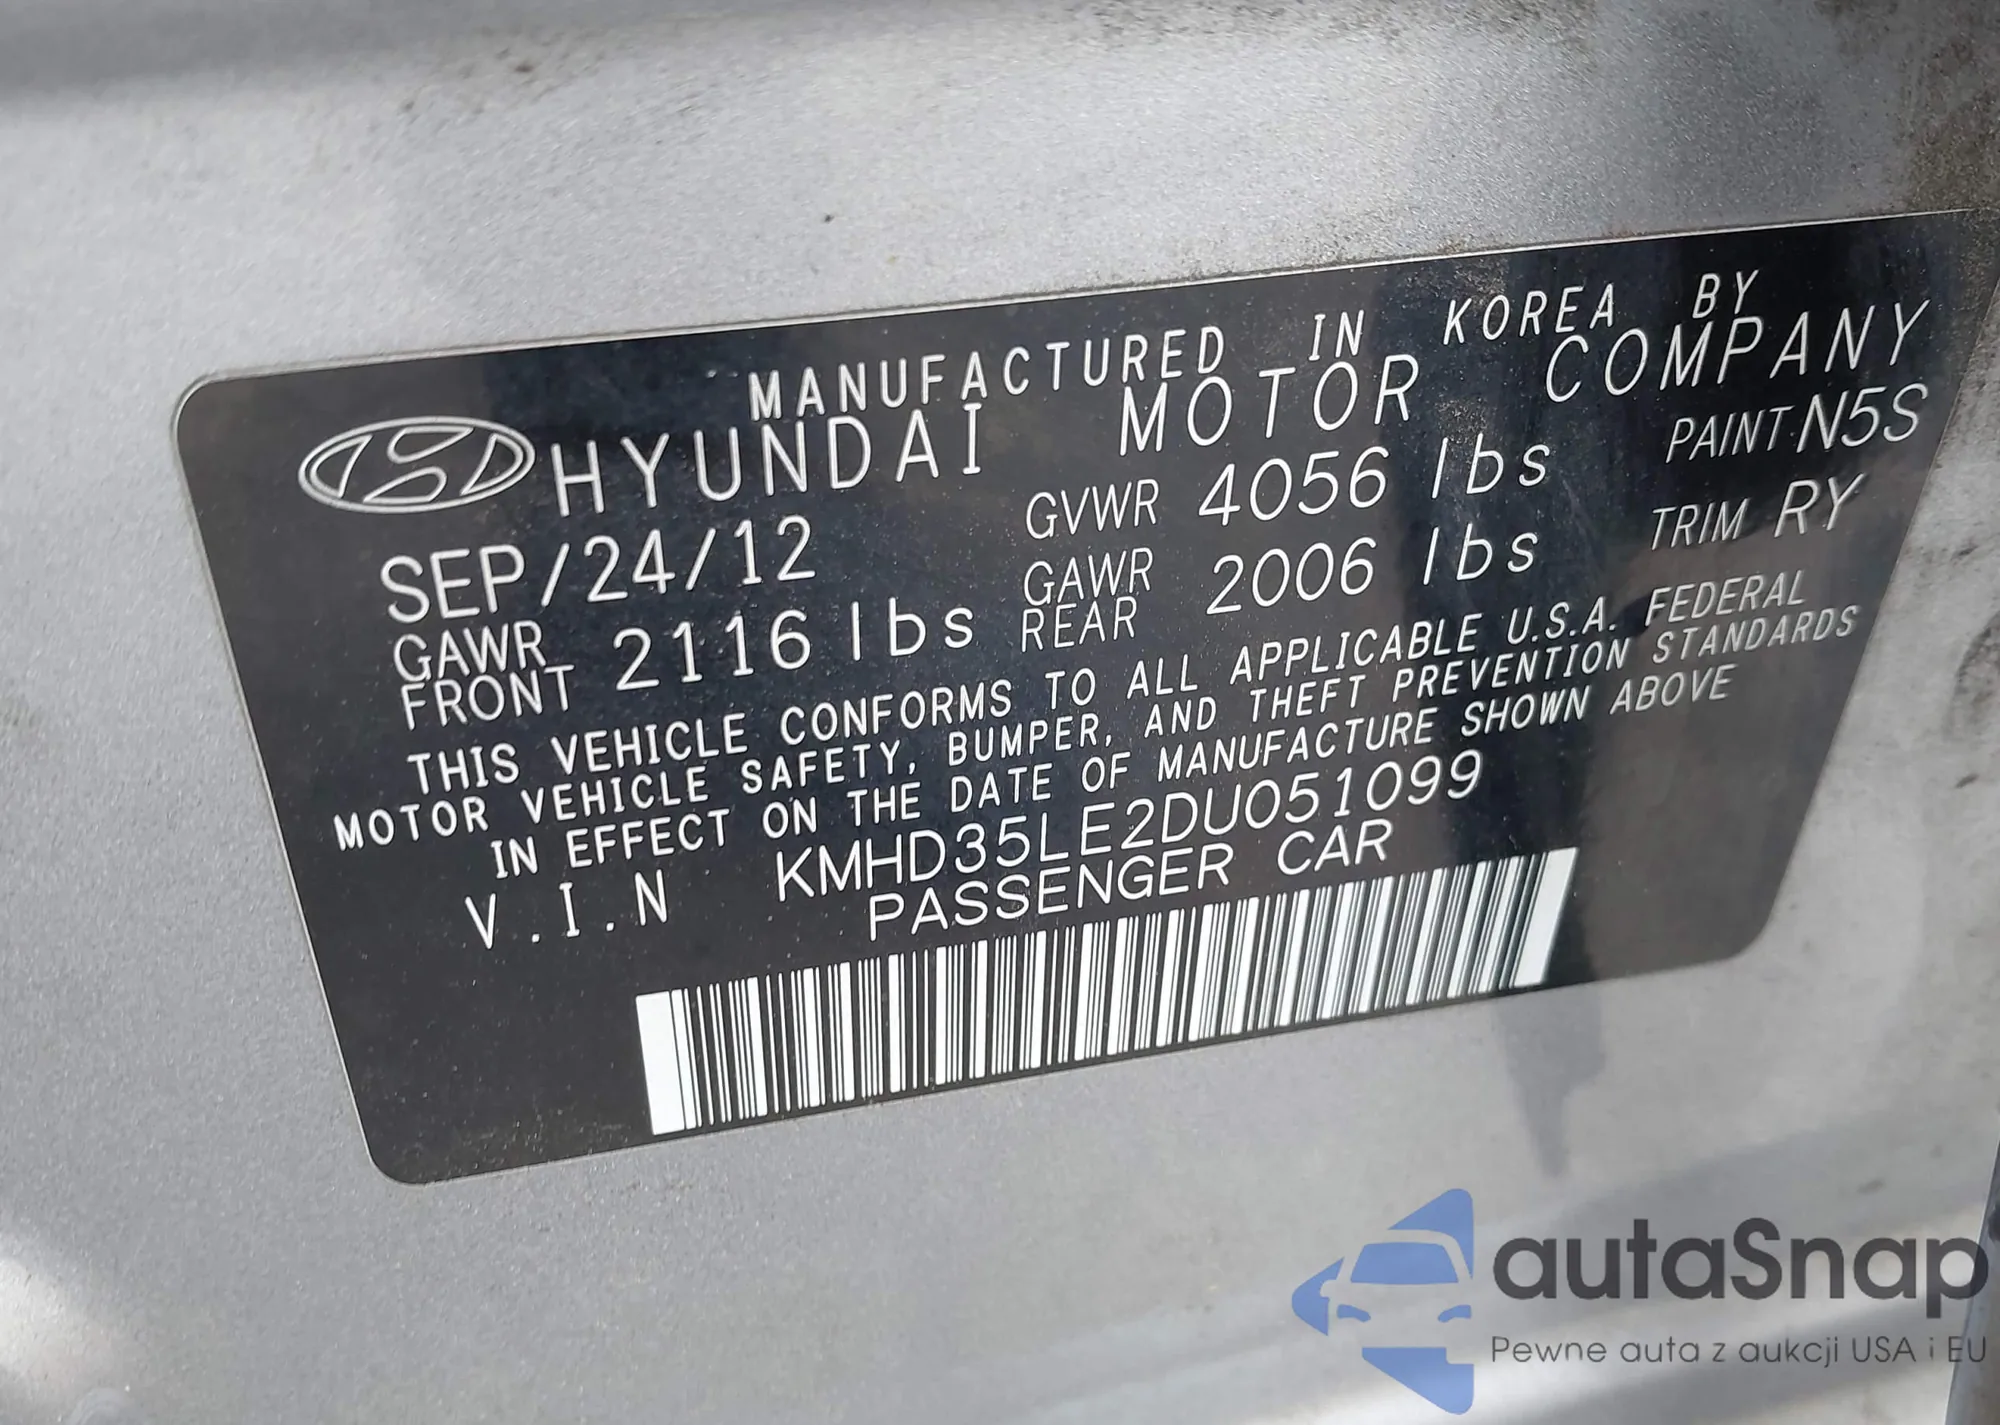 MANUFACTURED IN KOREA BY
HYUNDAI MOTOR COMPANY
SEP/24/12 GVWR 4056 lbs PAINT N5S
GAWR FRONT 2116 lbs GAWR REAR 2006 lbs TRIM RY
THIS VEHICLE CONFORMS TO ALL APPLICABLE U.S.A. FEDERAL
MOTOR VEHICLE SAFETY, BUMPER, AND THEFT PREVENTION STANDARDS
IN EFFECT ON THE DATE OF MANUFACTURE SHOWN ABOVE
V.I.N KMHD35LE2DU051099
PASSENGER CAR
autaSnap
Pewne auta z aukcji USA i EU